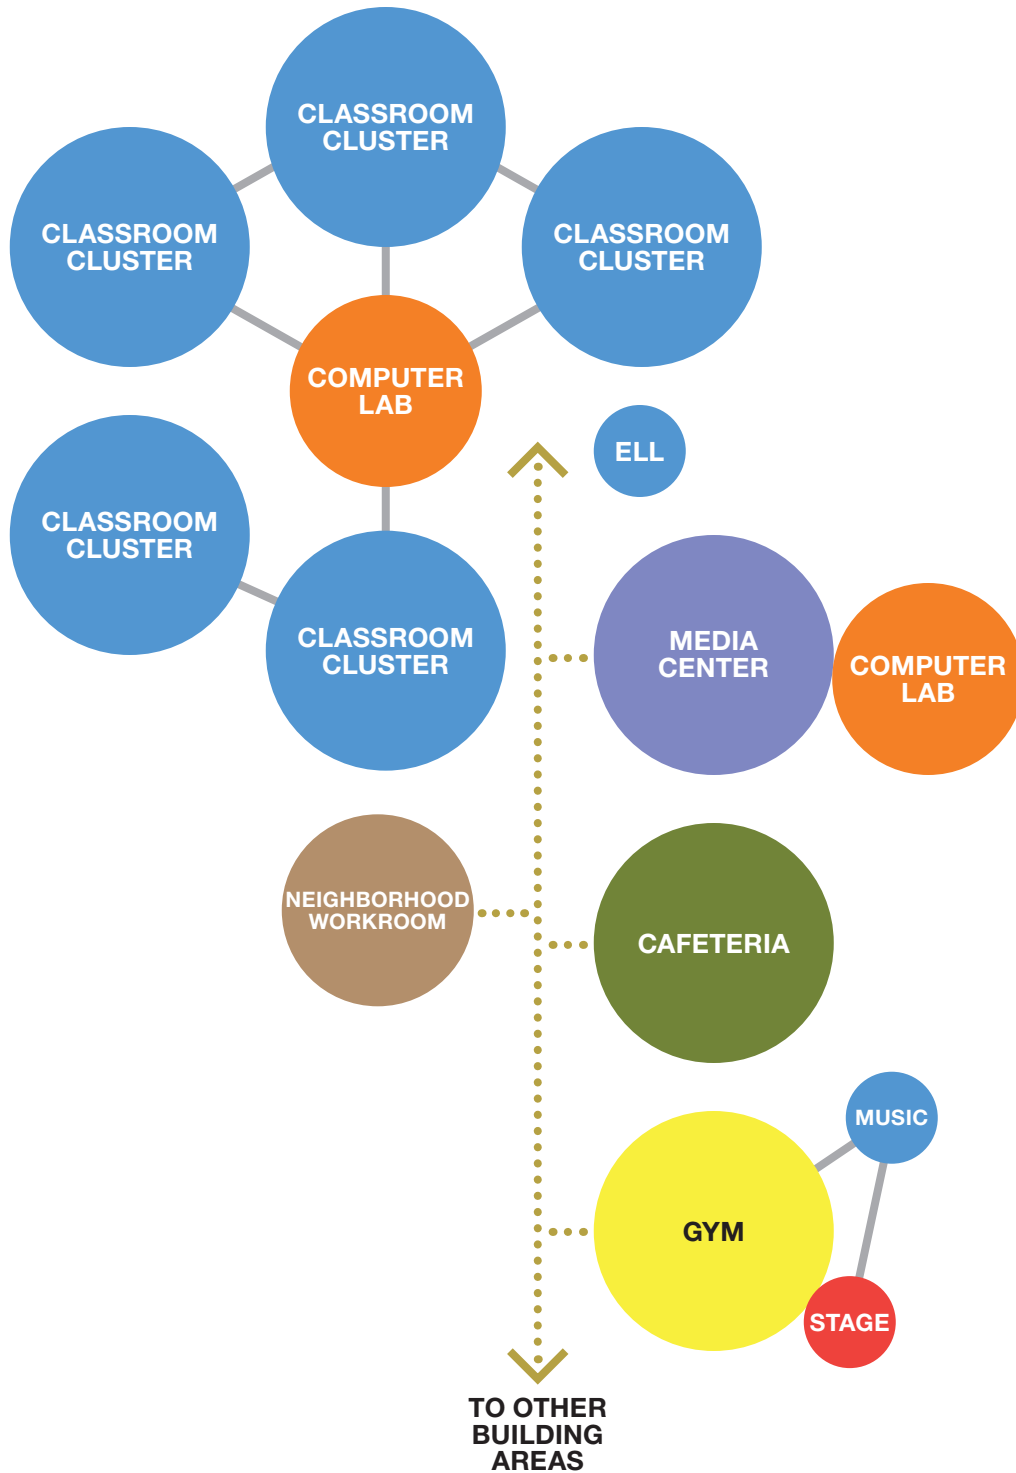 CLASSROOM
CLUSTER
CLASSROOM
CLUSTER
CLASSROOM
CLUSTER
COMPUTER
LAB
ELL
CLASSROOM
CLUSTER
CLASSROOM
CLUSTER
MEDIA
CENTER
COMPUTER
LAB
NEIGHBORHOOD
WORKROOM
CAFETERIA
MUSIC
GYM
STAGE
TO OTHER
BUILDING
AREAS